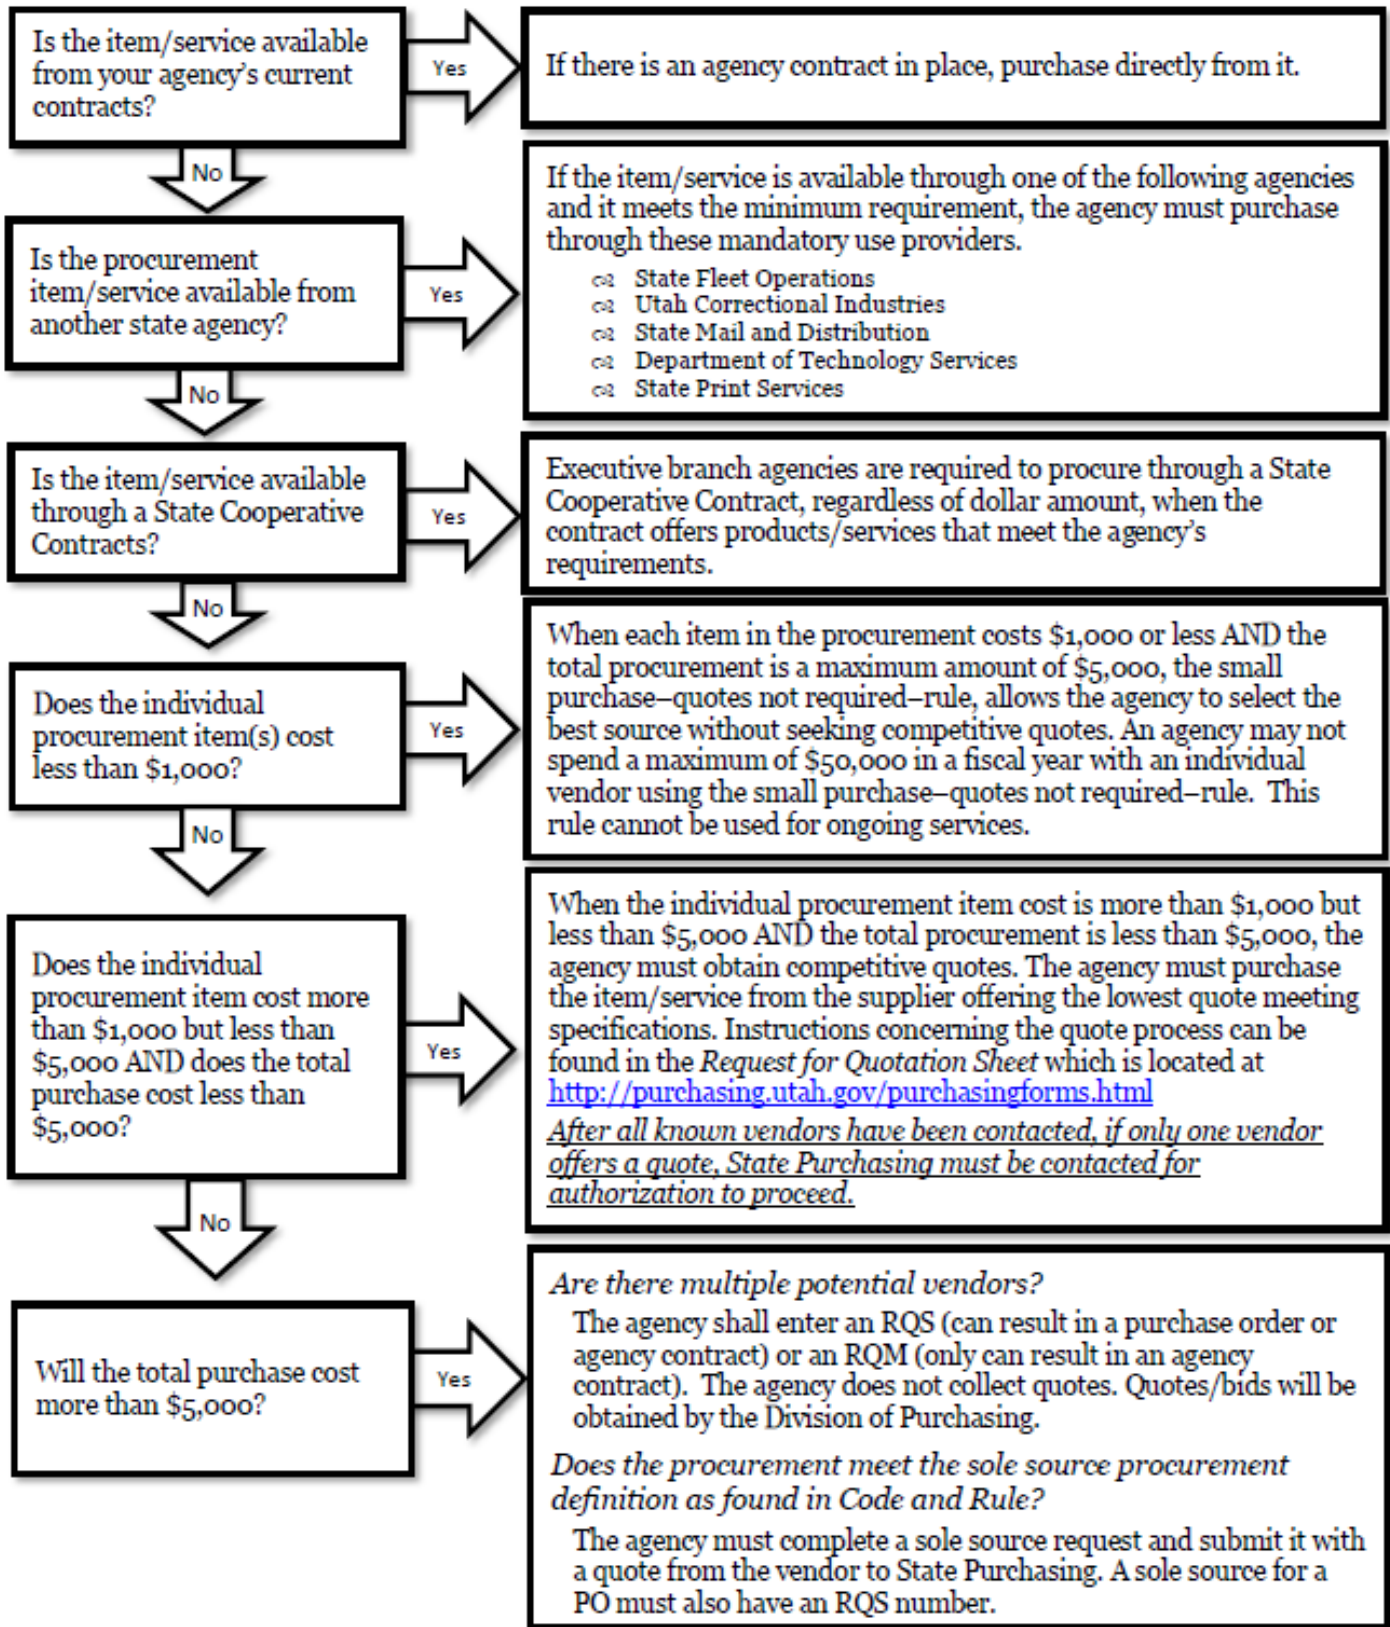 Is the item/service available
from your agency's current
contracts?
Yes
If there is an agency contract in place, purchase directly from it.
No
Is the procurement
item/service available from
another state agency?
Yes
If the item/service is available through one of the following agencies
and it meets the minimum requirement, the agency must purchase
through these mandatory use providers.
State Fleet Operations
Utah Correctional Industries
State Mail and Distribution
Department of Technology Services
State Print Services
No
Is the item/service available
through a State Cooperative
Contracts?
Yes
Executive branch agencies are required to procure through a State
Cooperative Contract, regardless of dollar amount, when the
contract offers products/services that meet the agency's
requirements.
No
Does the individual
procurement item(s) cost
less than $1,000?
Yes
When each item in the procurement costs $1,000 or less AND the
total procurement is a maximum amount of $5,000, the small
purchase–quotes not required–rule, allows the agency to select the
best source without seeking competitive quotes. An agency may not
spend a maximum of $50,000 in a fiscal year with an individual
vendor using the small purchase–quotes not required–rule.  This
rule cannot be used for ongoing services.
No
Does the individual
procurement item cost more
than $1,000 but less than
$5,000 AND does the total
purchase cost less than
$5,000?
Yes
When the individual procurement item cost is more than $1,000 but
less than $5,000 AND the total procurement is less than $5,000, the
agency must obtain competitive quotes. The agency must purchase
the item/service from the supplier offering the lowest quote meeting
specifications. Instructions concerning the quote process can be
found in the Request for Quotation Sheet which is located at
http://purchasing.utah.gov/purchasingforms.html
After all known vendors have been contacted, if only one vendor
offers a quote, State Purchasing must be contacted for
authorization to proceed.
No
Will the total purchase cost
more than $5,000?
Yes
Are there multiple potential vendors?
The agency shall enter an RQS (can result in a purchase order or
agency contract) or an RQM (only can result in an agency
contract).  The agency does not collect quotes. Quotes/bids will be
obtained by the Division of Purchasing.
Does the procurement meet the sole source procurement
definition as found in Code and Rule?
The agency must complete a sole source request and submit it with
a quote from the vendor to State Purchasing. A sole source for a
PO must also have an RQS number.